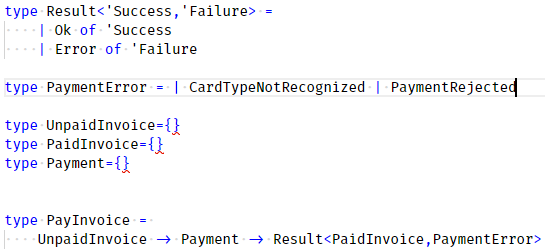 type Result<'Success,'Failure> =
    | Ok of 'Success
    | Error of 'Failure
type PaymentError = | CardTypeNotRecognized | PaymentRejected
type UnpaidInvoice={}
type PaidInvoice={}
type Payment={}
type PayInvoice =
    UnpaidInvoice → Payment → Result<PaidInvoice,PaymentError>